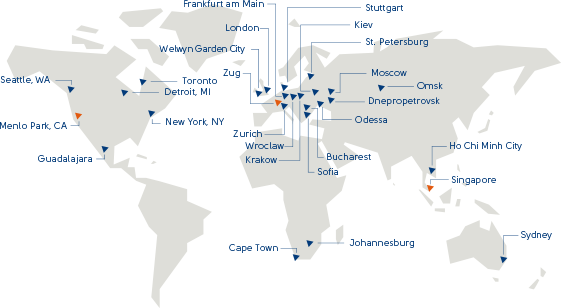 Frankfurt am Main
Stuttgart
London
Kiev
Welwyn Garden City
St. Petersburg
Zug
Moscow
Seattle, WA
Toronto
Omsk
Detroit, MI
Dnepropetrovsk
Menlo Park, CA
New York, NY
Odessa
Zurich
Wroclaw
Ho Chi Minh City
Guadalajara
Krakow
Bucharest
Sofia
Singapore
Sydney
Cape Town
Johannesburg